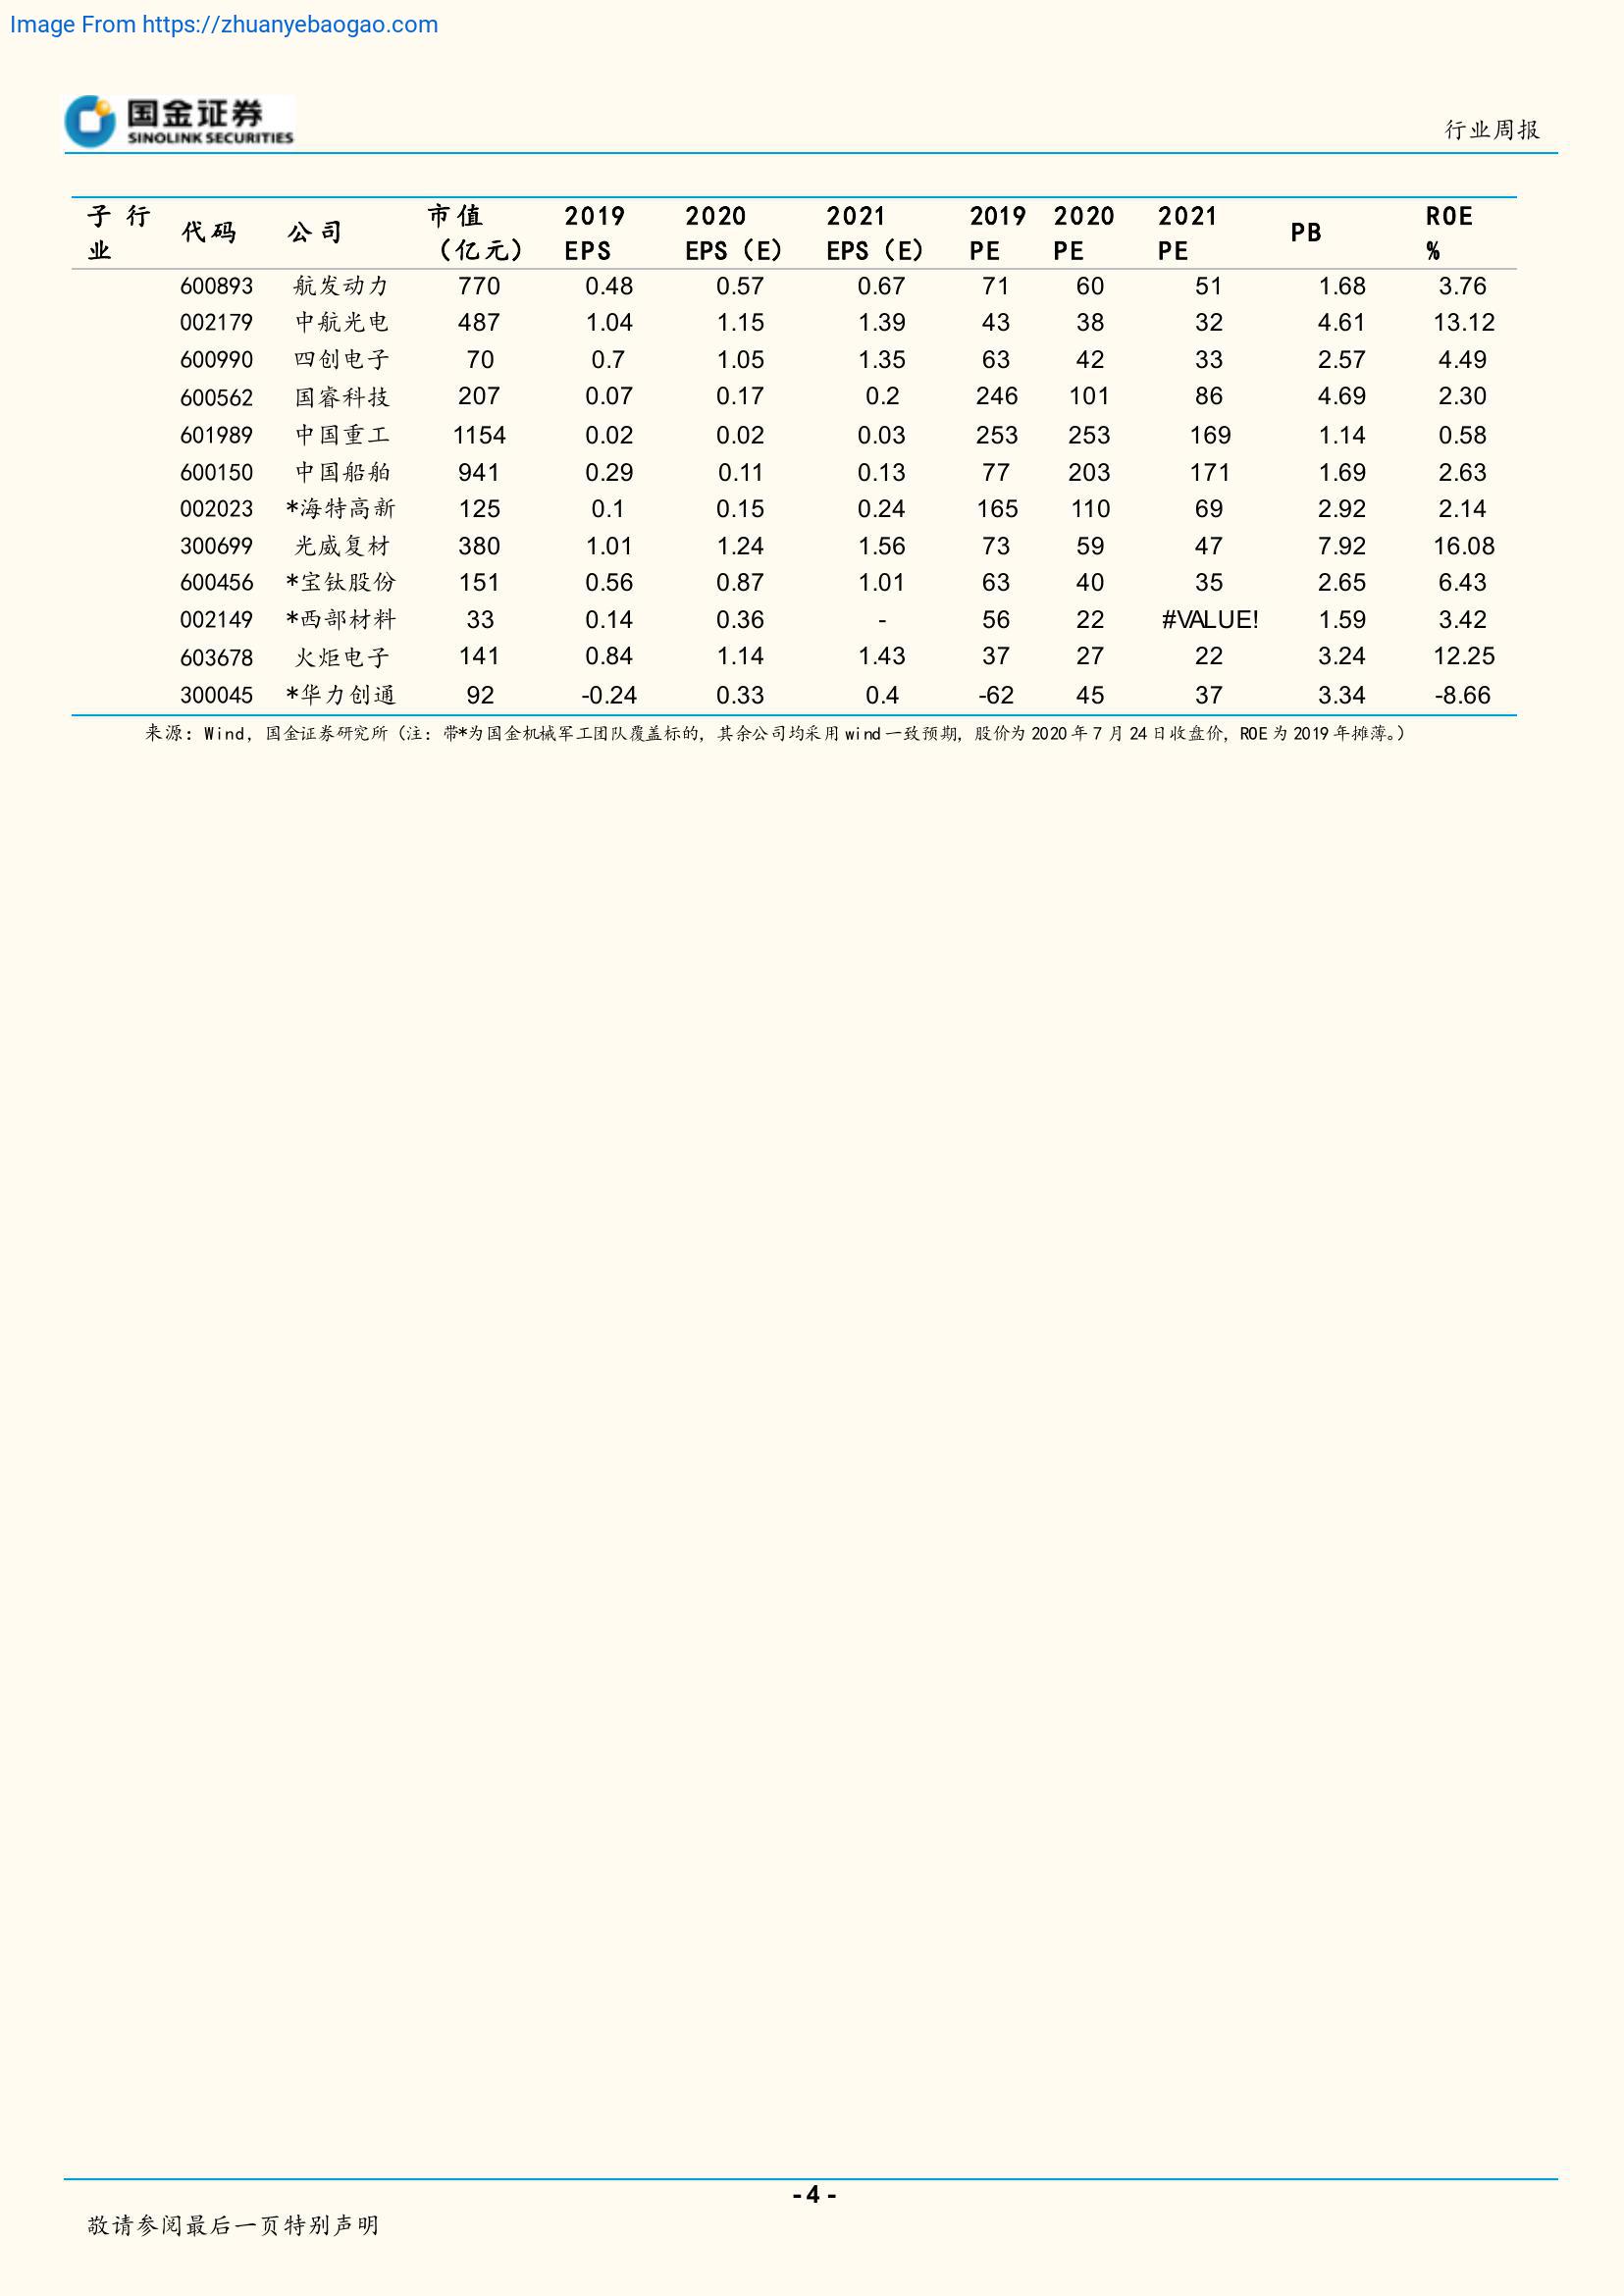 Image From https://zhuanyebaogao.com
国金证券
SINOLINK SECURITIES
行业周报
子行业 代码 公司 市值（亿元） 2019 EPS 2020 EPS（E） 2021 EPS（E） 2019 PE 2020 PE 2021 PE PB ROE %
600893 航发动力 770 0.48 0.57 0.67 71 60 51 1.68 3.76
002179 中航光电 487 1.04 1.15 1.39 43 38 32 4.61 13.12
600990 四创电子 70 0.7 1.05 1.35 63 42 33 2.57 4.49
600562 国睿科技 207 0.07 0.17 0.2 246 101 86 4.69 2.30
601989 中国重工 1154 0.02 0.02 0.03 253 253 169 1.14 0.58
600150 中国船舶 941 0.29 0.11 0.13 77 203 171 1.69 2.63
002023 *海特高新 125 0.1 0.15 0.24 165 110 69 2.92 2.14
300699 光威复材 380 1.01 1.24 1.56 73 59 47 7.92 16.08
600456 *宝钛股份 151 0.56 0.87 1.01 63 40 35 2.65 6.43
002149 *西部材料 33 0.14 0.36 - 56 22 #VALUE! 1.59 3.42
603678 火炬电子 141 0.84 1.14 1.43 37 27 22 3.24 12.25
300045 *华力创通 92 -0.24 0.33 0.4 -62 45 37 3.34 -8.66
来源：Wind，国金证券研究所（注：带*为国金机械军工团队覆盖标的，其余公司均采用 wind 一致预期，股价为 2020 年 7 月 24 日收盘价，ROE 为 2019 年摊薄。）
- 4 -
敬请参阅最后一页特别声明